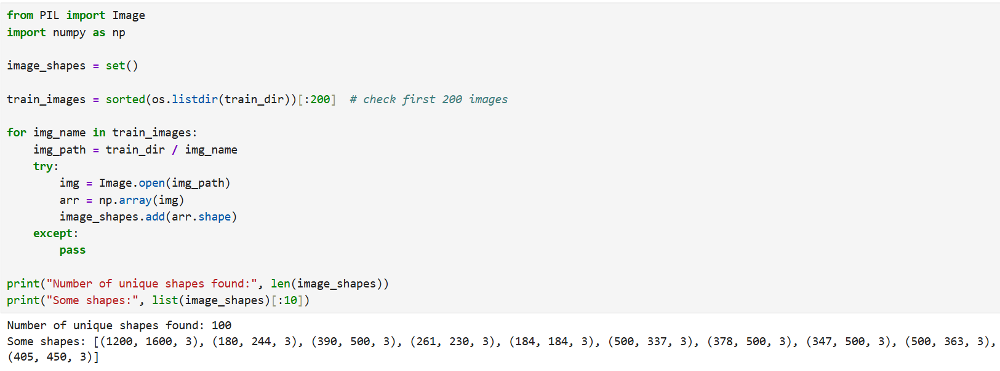 from PIL import Image
import numpy as np

image_shapes = set()

train_images = sorted(os.listdir(train_dir))[:200]  # check first 200 images

for img_name in train_images:
    img_path = train_dir / img_name
    try:
        img = Image.open(img_path)
        arr = np.array(img)
        image_shapes.add(arr.shape)
    except:
        pass

print("Number of unique shapes found:", len(image_shapes))
print("Some shapes:", list(image_shapes)[:10])
Number of unique shapes found: 100
Some shapes: [(1200, 1600, 3), (180, 244, 3), (390, 500, 3), (261, 230, 3), (184, 184, 3), (500, 337, 3), (378, 500, 3), (347, 500, 3), (500, 363, 3),
(405, 450, 3)]